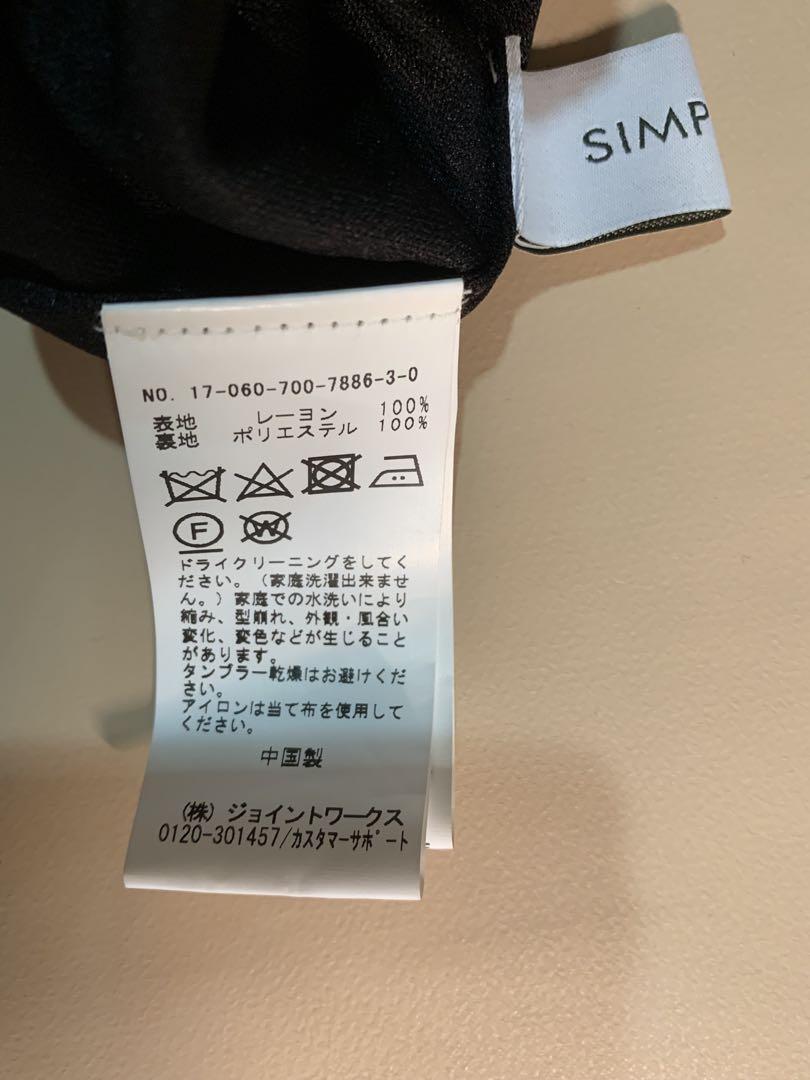 SIMP
NO. 17-060-700-7886-3-0
表地 レーヨン 100%
裏地 ポリエステル 100%
F
W
ドライクリーニングをしてく
ださい。(家庭洗濯出来ませ
ん。)家庭での水洗いにより
縮み、型崩れ、外観・風合い
変化、変色などが生じること
があります。
タンブラー乾燥はお避けくだ
さい。
アイロンは当て布を使用して
ください。
中国製
(株)ジョイントワークス
0120-301457/カスタマーサポート